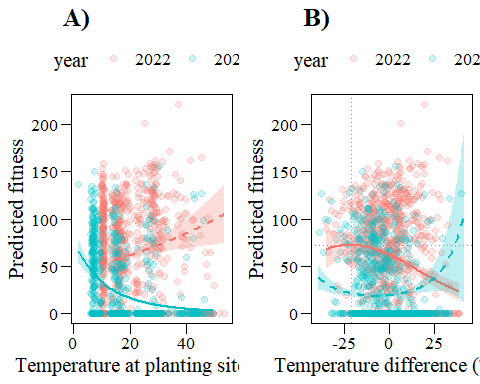 A)
year 2022 202
Predicted fitness
200
150
100
50
0
0 20 40
Temperature at planting site
B)
year 2022 202
Predicted fitness
200
150
100
50
0
-25 0 25
Temperature difference (°